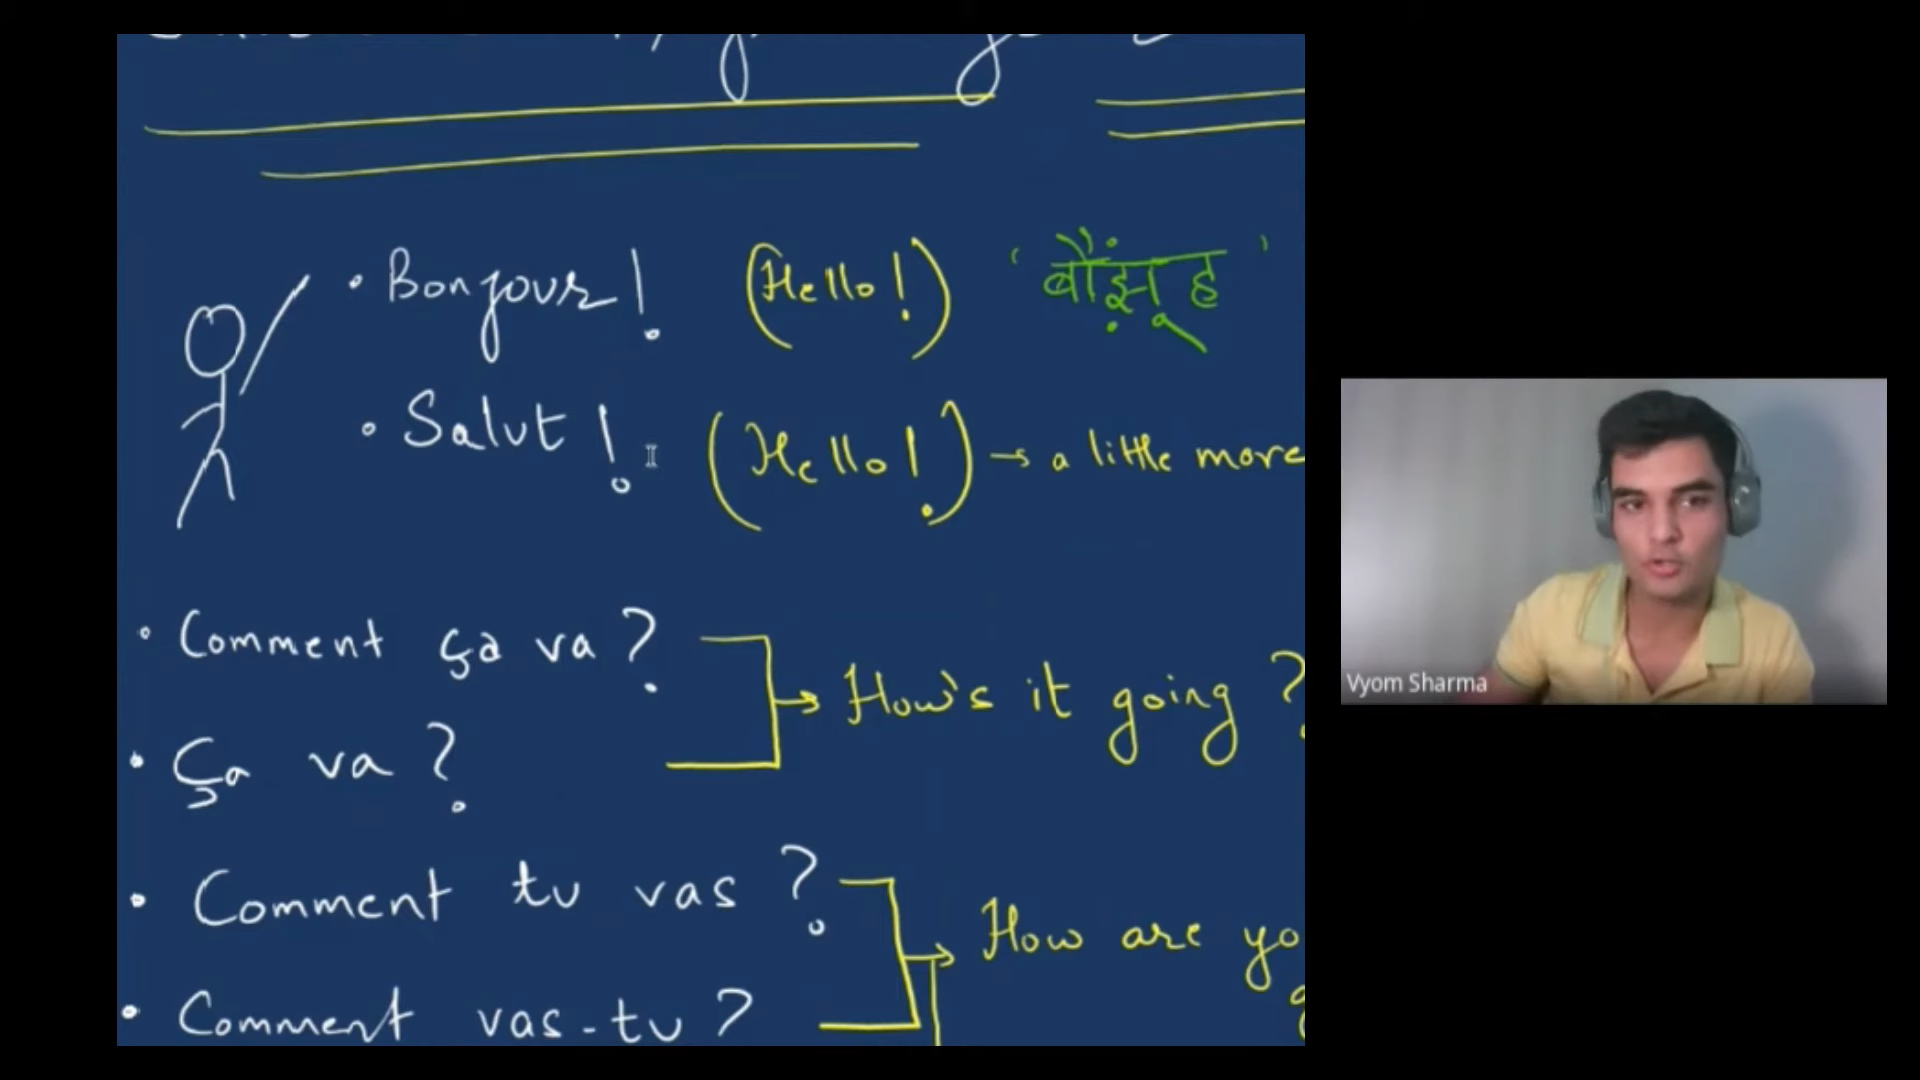 • Bonjour! (Hello!) ' बौंझ़ू ह '
• Salut! (Hello!) → a little more
• Comment ça va?
→ How's it going?
• Ça va?
• Comment tu vas?
→ How are
• Comment vas-tu?
Vyom Sharma